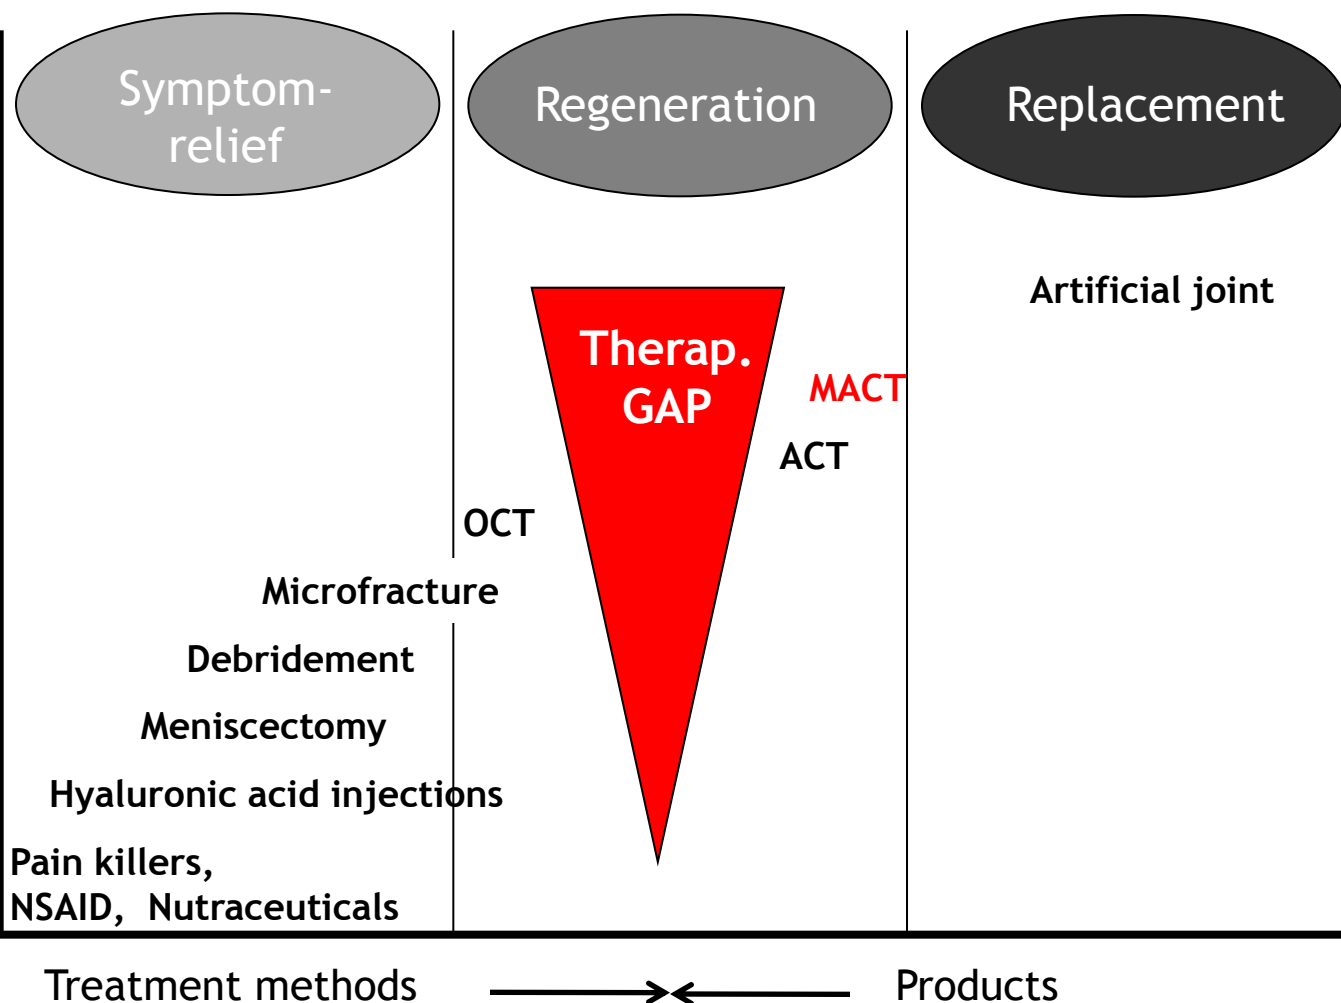 Symptom-
relief
Regeneration
Replacement
Artificial joint
Therap.
GAP
MACT
ACT
OCT
Microfracture
Debridement
Meniscectomy
Hyaluronic acid injections
Pain killers,
NSAID, Nutraceuticals
Treatment methods
Products